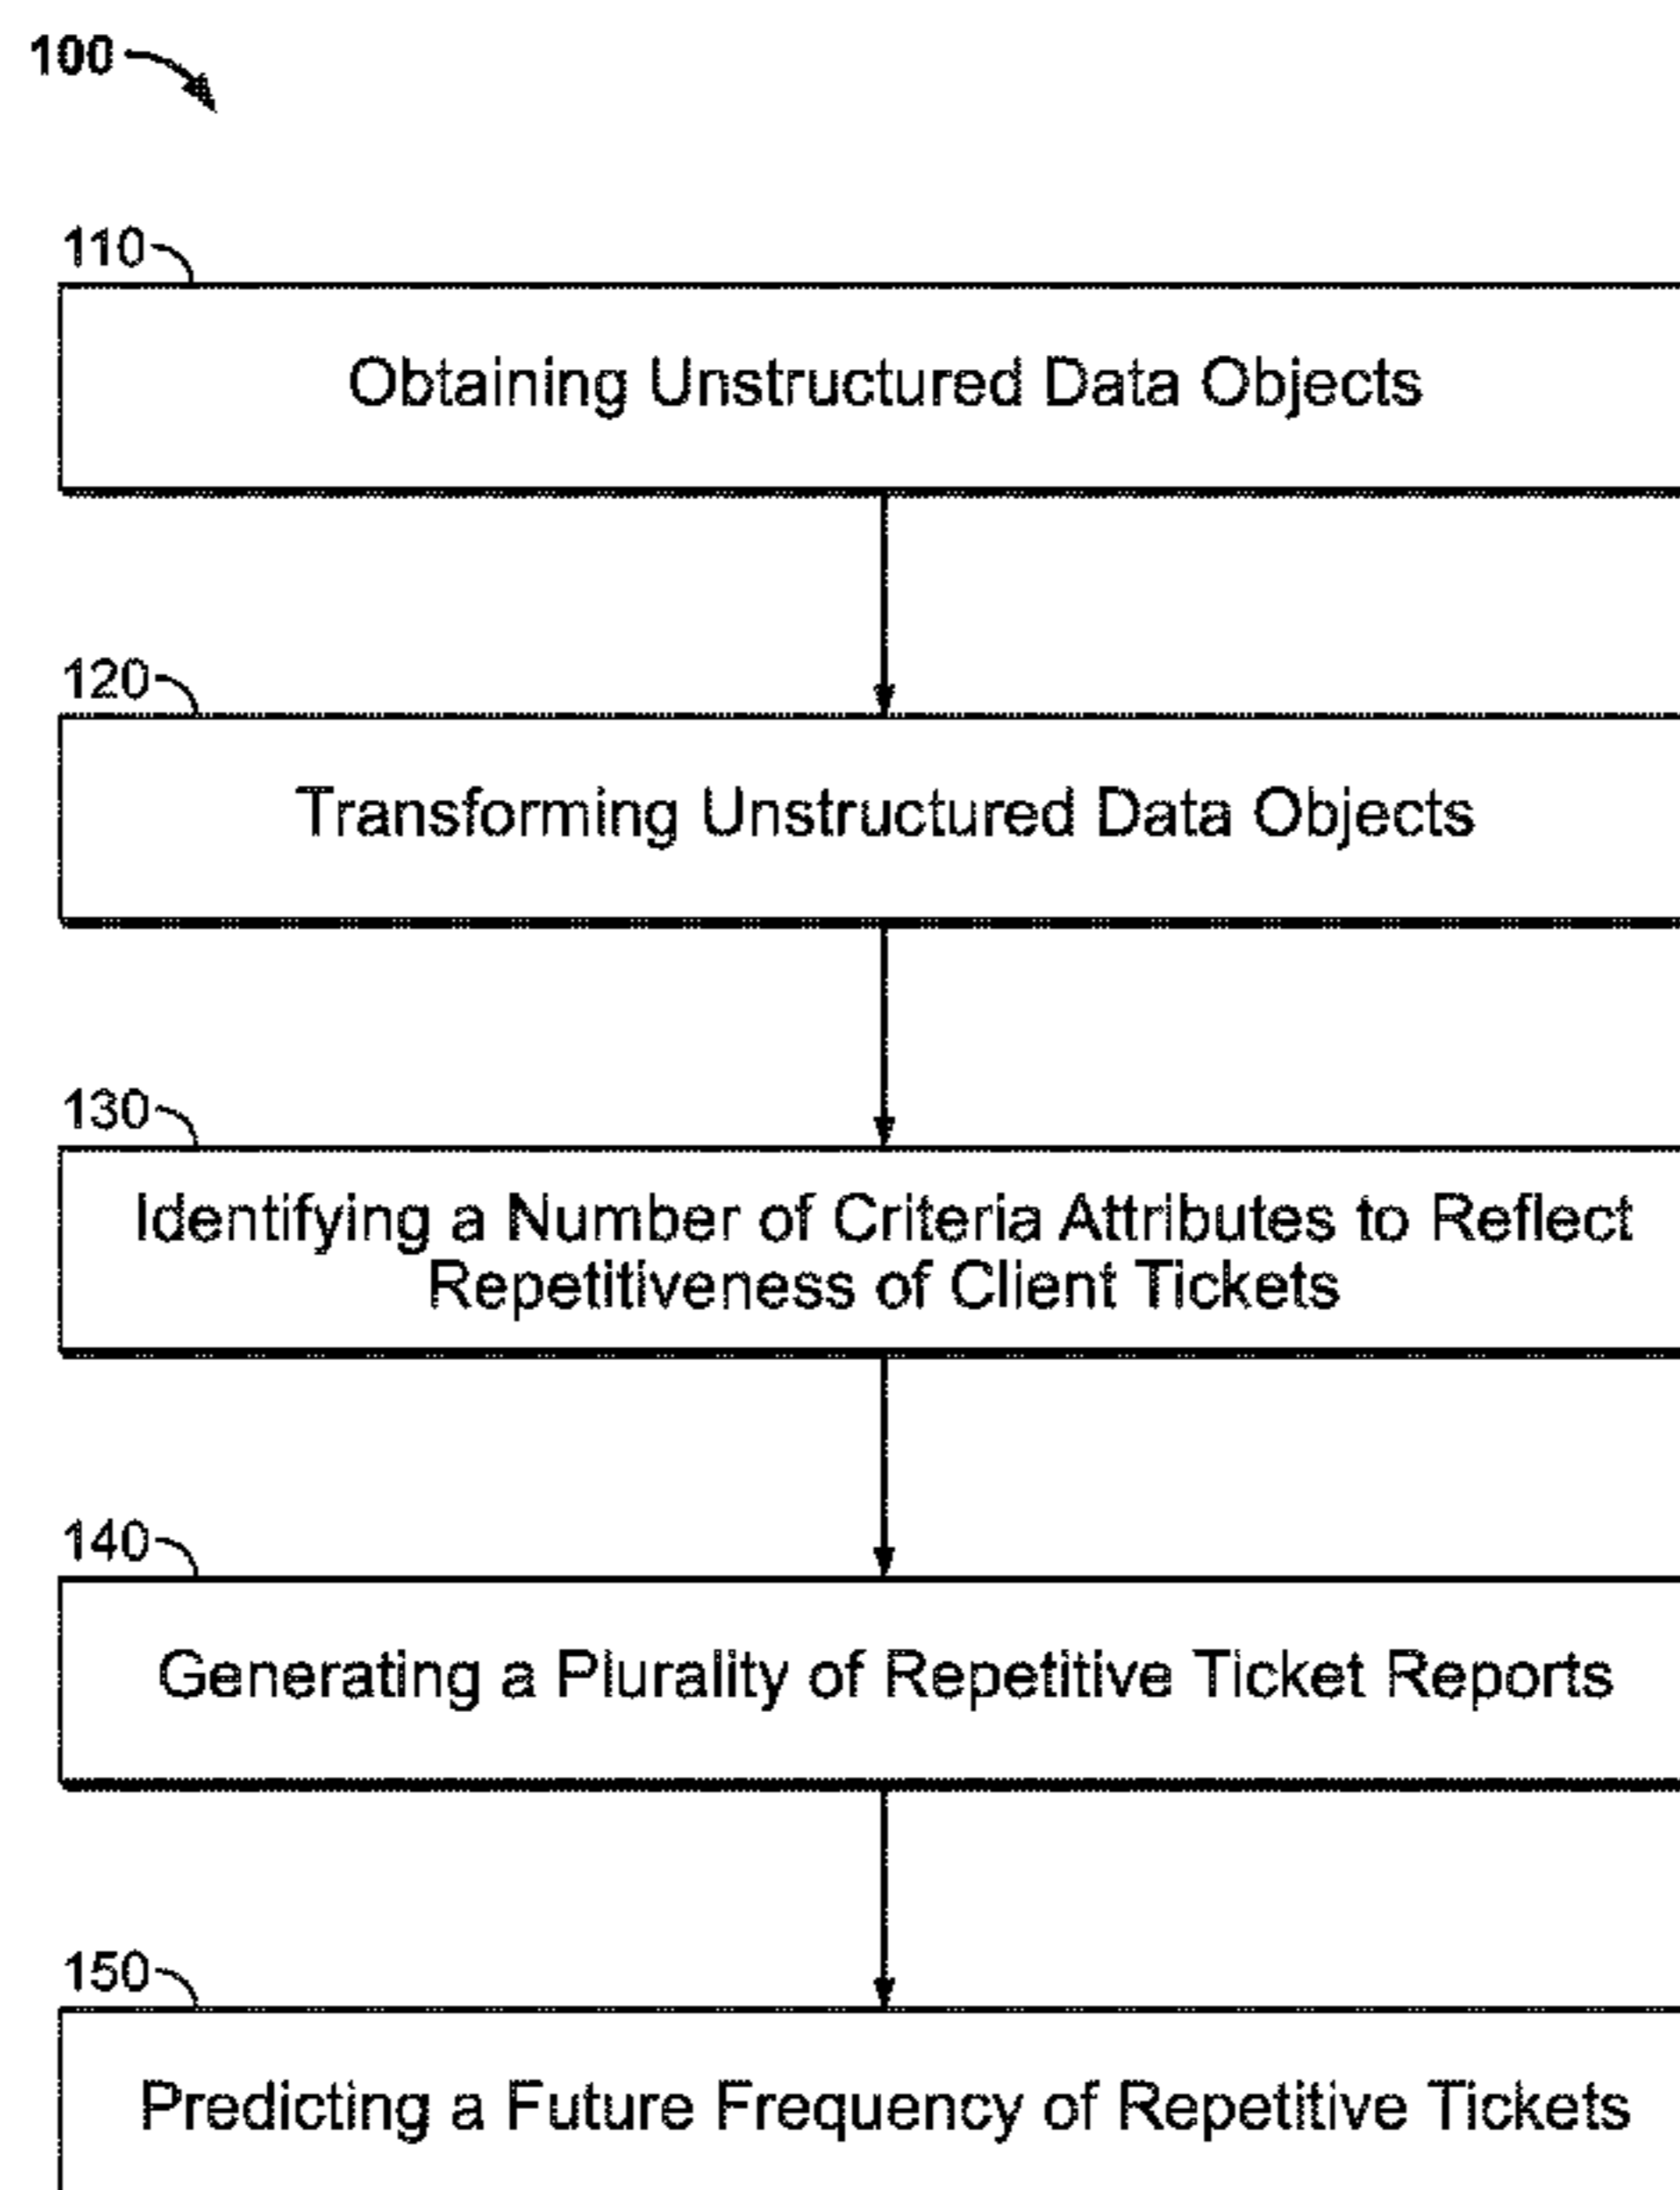 100
110
Obtaining Unstructured Data Objects
120
Transforming Unstructured Data Objects
130
Identifying a Number of Criteria Attributes to Reflect
Repetitiveness of Client Tickets
140
Generating a Plurality of Repetitive Ticket Reports
150
Predicting a Future Frequency of Repetitive Tickets